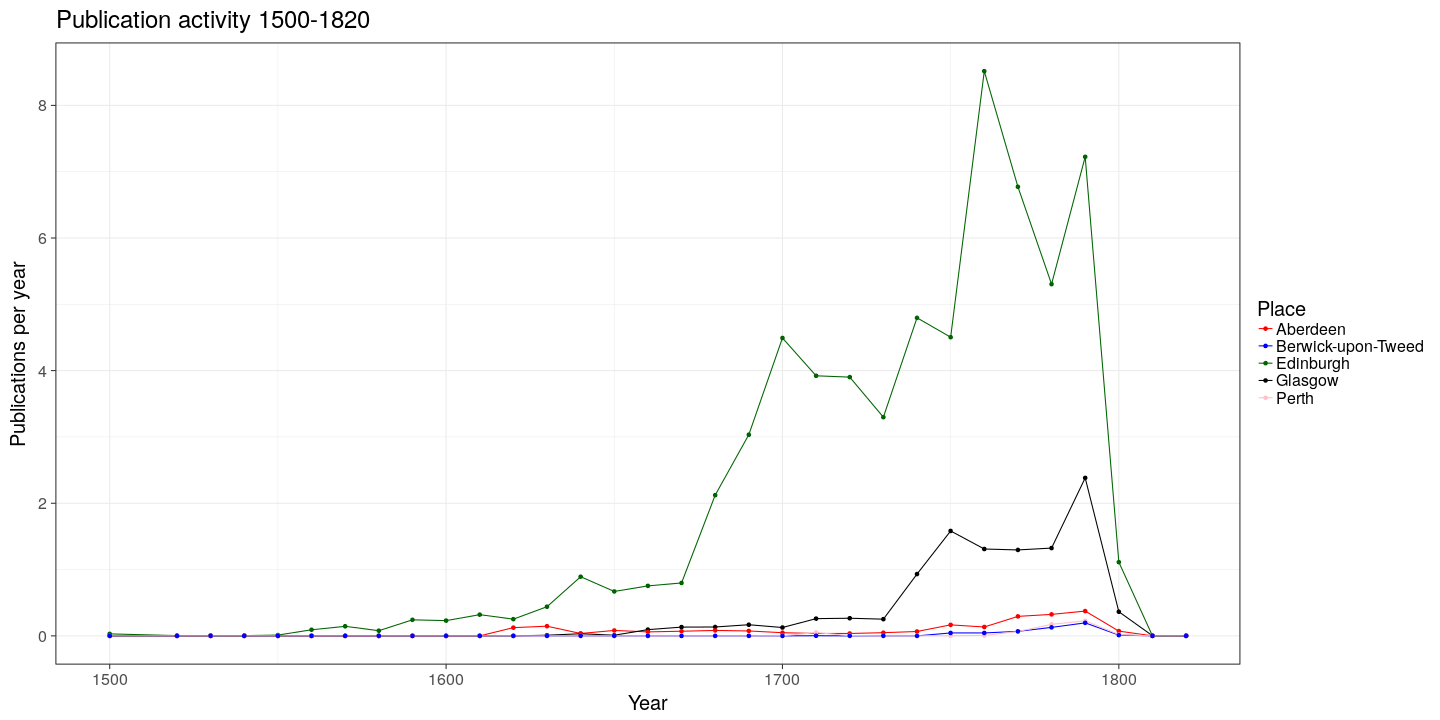 Publication activity 1500-1820
Publications per year
8
6
4
2
0
1500 1600 1700 1800
Year
Place
Aberdeen
Berwick-upon-Tweed
Edinburgh
Glasgow
Perth